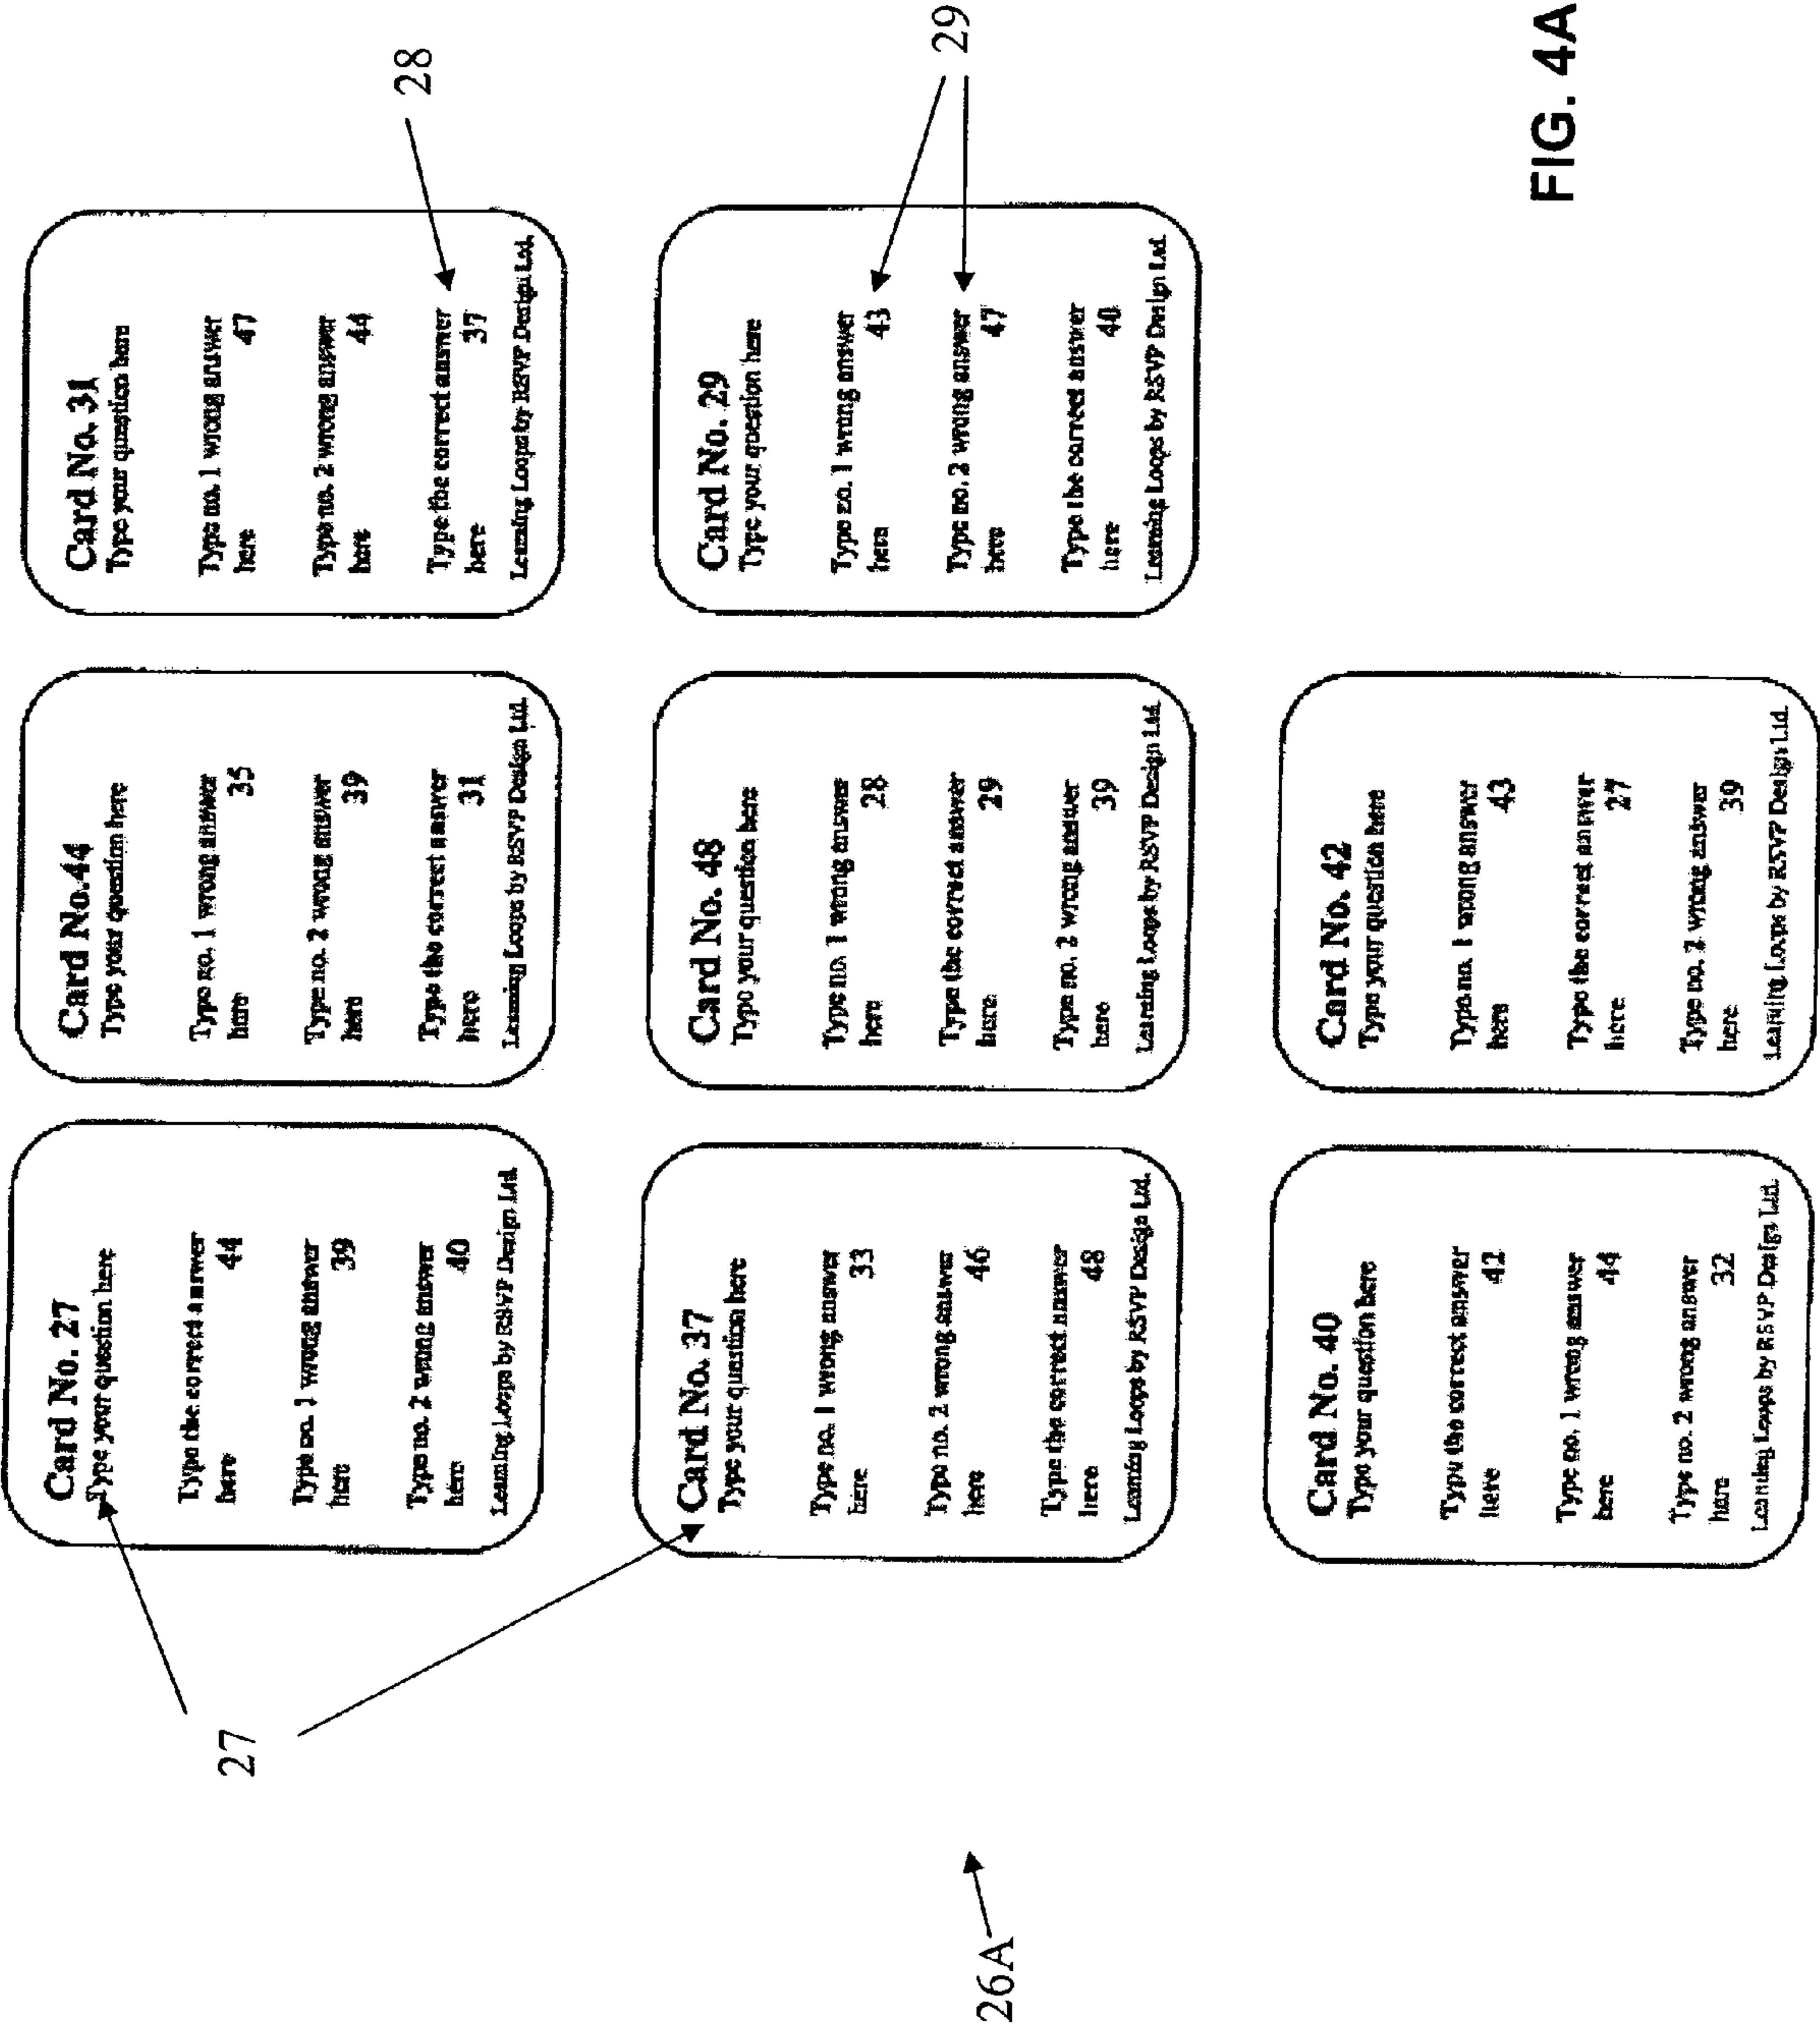 27
Card No. 27
Type your question here
Type the correct answer
here 44
Type no. 1 wrong answer
here 39
Type no. 2 wrong answer
here 40
Learning Loops by RSVP Design Ltd.
Card No.44
Type your question here
Type no. 1 wrong answer
here 35
Type no. 2 wrong answer
here 39
Type the correct answer
here 31
Learning Loops by RSVP Design Ltd.
Card No. 31
Type your question here
Type no. 1 wrong answer
here 47
Type no. 2 wrong answer
here 44
Type the correct answer
here 37
Learning Loops by RSVP Design Ltd.
28
26A
Card No. 37
Type your question here
Type no. 1 wrong answer
here 33
Type no. 2 wrong answer
here 46
Type the correct answer
here 48
Learning Loops by RSVP Design Ltd.
Card No. 48
Type your question here
Type no. 1 wrong answer
here 28
Type the correct answer
here 29
Type no. 2 wrong answer
here 39
Learning Loops by RSVP Design Ltd.
Card No. 29
Type your question here
Type no. 1 wrong answer
here 43
Type no. 2 wrong answer
here 47
Type the correct answer
here 40
Learning Loops by RSVP Design Ltd.
29
Card No. 40
Type your question here
Type the correct answer
here 42
Type no. 1 wrong answer
here 44
Type no. 2 wrong answer
here 32
Learning Loops by RSVP Design Ltd.
Card No. 42
Type your question here
Type no. 1 wrong answer
here 43
Type the correct answer
here 27
Type no. 2 wrong answer
here 39
Learning Loops by RSVP Design Ltd.
FIG. 4A